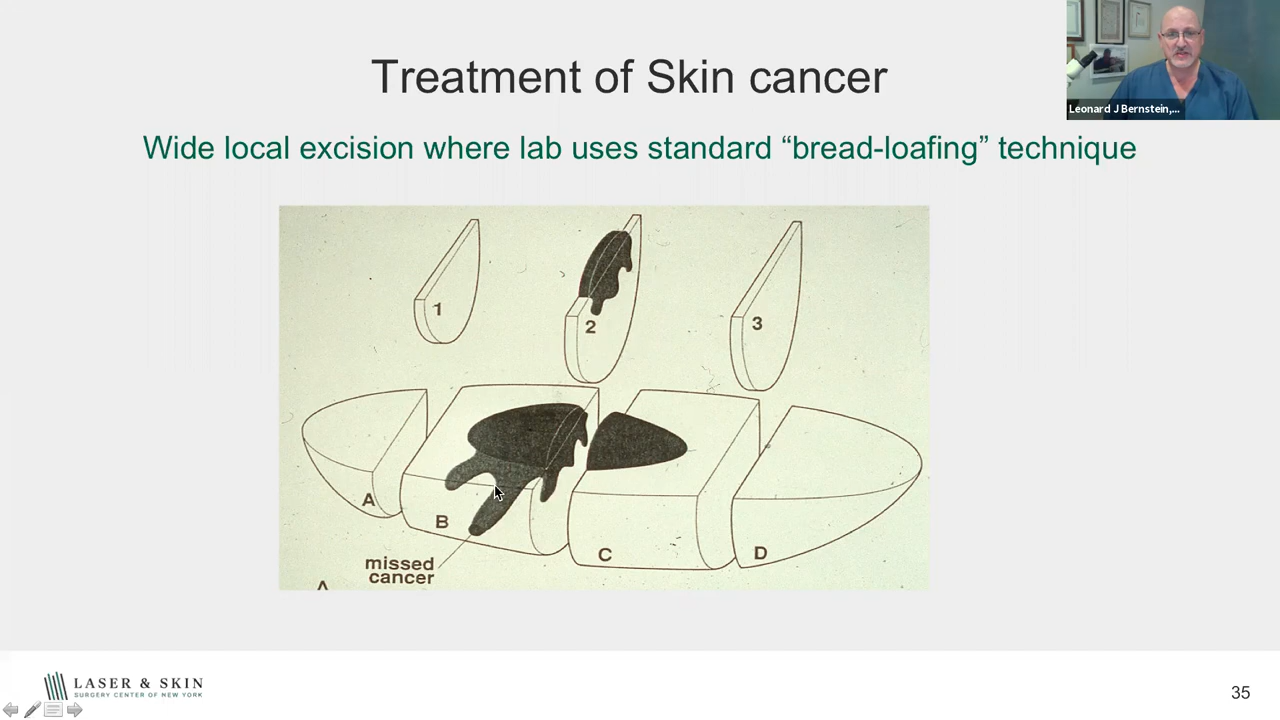 Treatment of Skin cancer
Leonard J Bernstein,...
Wide local excision where lab uses standard “bread-loafing” technique
1
2
3
A
B
C
D
missed
cancer
A
LASER & SKIN
SURGERY CENTER OF NEW YORK
35